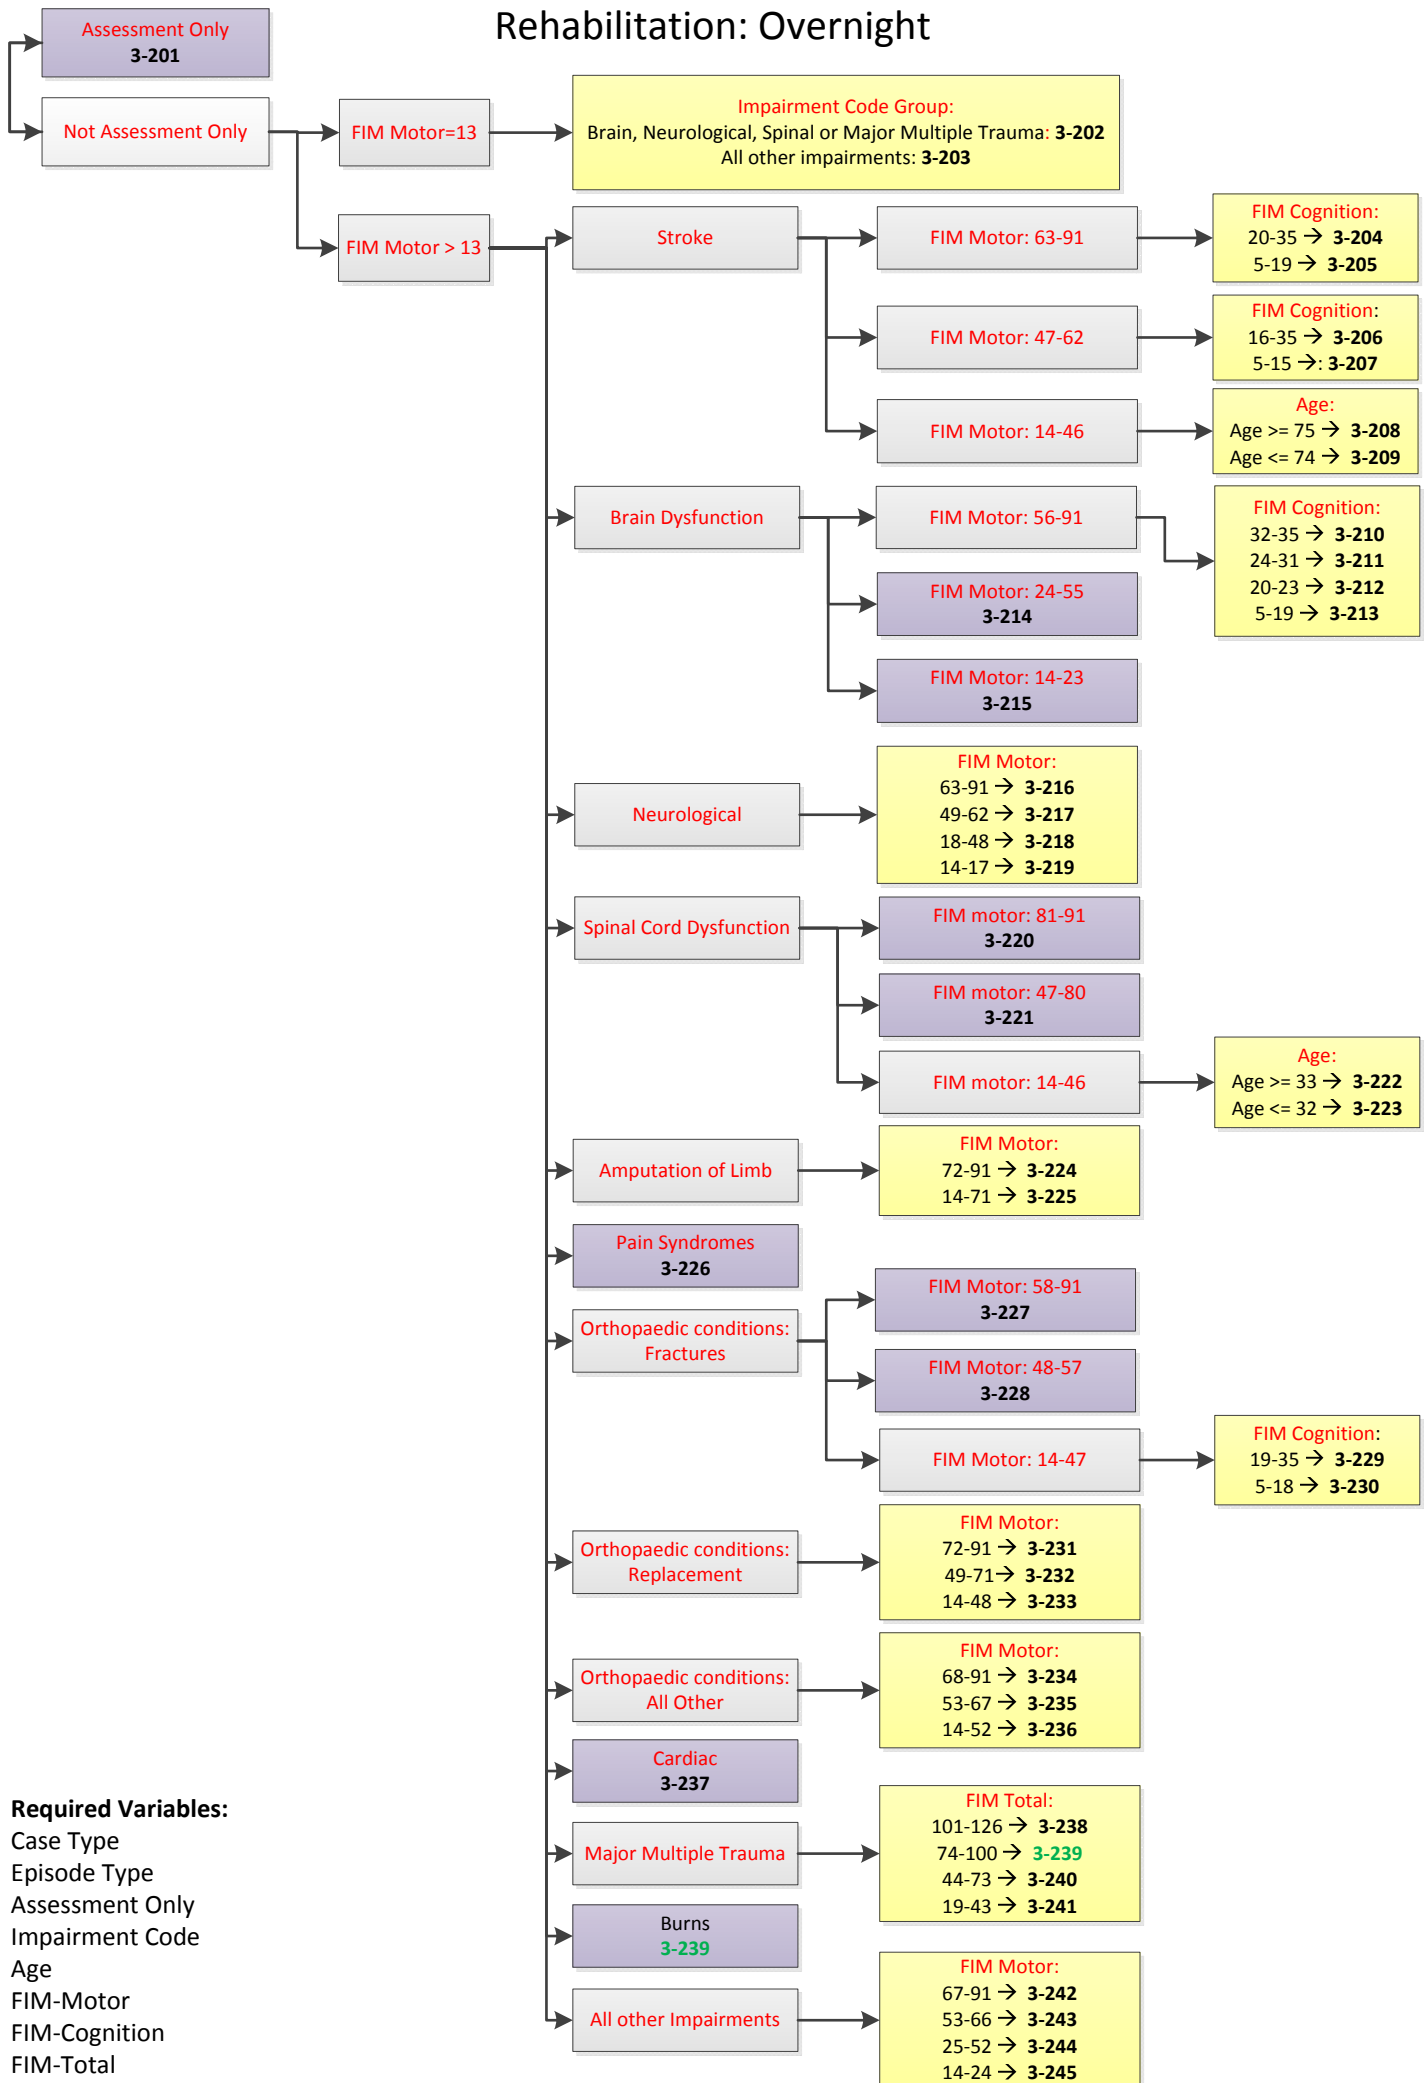 Rehabilitation: Overnight
Assessment Only
3-201
Not Assessment Only
FIM Motor=13
Impairment Code Group:
Brain, Neurological, Spinal or Major Multiple Trauma: 3-202
All other impairments: 3-203
FIM Motor > 13
Stroke
FIM Motor: 63-91
FIM Cognition:
20-35 → 3-204
5-19 → 3-205
FIM Motor: 47-62
FIM Cognition:
16-35 → 3-206
5-15 →: 3-207
FIM Motor: 14-46
Age:
Age >= 75 → 3-208
Age <= 74 → 3-209
Brain Dysfunction
FIM Motor: 56-91
FIM Cognition:
32-35 → 3-210
24-31 → 3-211
20-23 → 3-212
5-19 → 3-213
FIM Motor: 24-55
3-214
FIM Motor: 14-23
3-215
Neurological
FIM Motor:
63-91 → 3-216
49-62 → 3-217
18-48 → 3-218
14-17 → 3-219
Spinal Cord Dysfunction
FIM motor: 81-91
3-220
FIM motor: 47-80
3-221
FIM motor: 14-46
Age:
Age >= 33 → 3-222
Age <= 32 → 3-223
Amputation of Limb
FIM Motor:
72-91 → 3-224
14-71 → 3-225
Pain Syndromes
3-226
Orthopaedic conditions:
Fractures
FIM Motor: 58-91
3-227
FIM Motor: 48-57
3-228
FIM Motor: 14-47
FIM Cognition:
19-35 → 3-229
5-18 → 3-230
Orthopaedic conditions:
Replacement
FIM Motor:
72-91 → 3-231
49-71→ 3-232
14-48 → 3-233
Orthopaedic conditions:
All Other
FIM Motor:
68-91 → 3-234
53-67 → 3-235
14-52 → 3-236
Cardiac
3-237
Major Multiple Trauma
FIM Total:
101-126 → 3-238
74-100 → 3-239
44-73 → 3-240
19-43 → 3-241
Burns
3-239
All other Impairments
FIM Motor:
67-91 → 3-242
53-66 → 3-243
25-52 → 3-244
14-24 → 3-245
Required Variables:
Case Type
Episode Type
Assessment Only
Impairment Code
Age
FIM-Motor
FIM-Cognition
FIM-Total